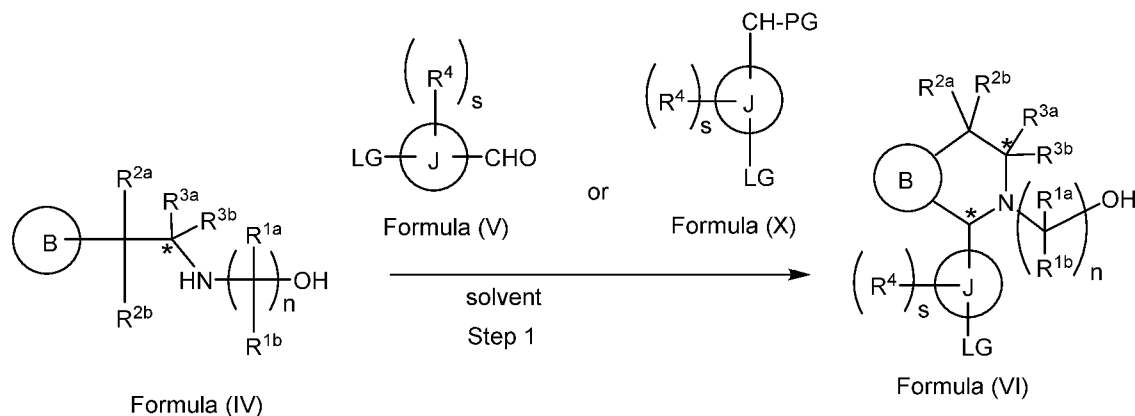 CH-PG
(R⁴)s
(R⁴)s
J
LG J CHO
LG
or
Formula (V)
Formula (X)
R²ᵃ R²ᵇ
R³ᵃ
* R³ᵇ
B
N
R¹ᵃ
OH
*
R¹ᵇ
n
(R⁴)s J
LG
Formula (VI)
R²ᵃ
R³ᵃ
R³ᵇ
B
*
R¹ᵃ
HN
OH
n
R²ᵇ
R¹ᵇ
Formula (IV)
solvent
Step 1